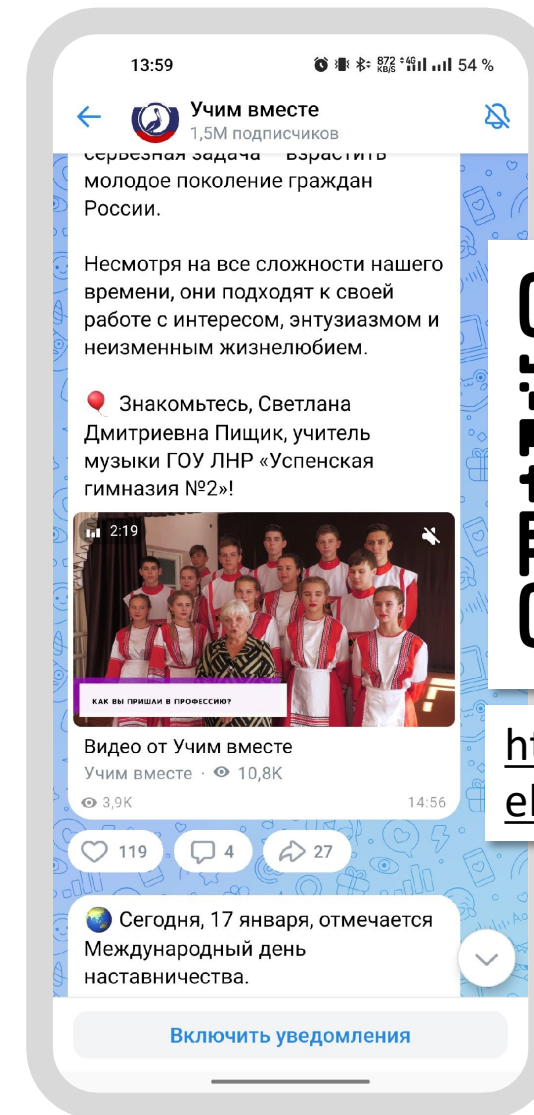 13:59
872 KB/S 4G 54 %
Учим вместе
1,5M подписчиков
серьезная задача – взрастить
молодое поколение граждан
России.
Несмотря на все сложности нашего
времени, они подходят к своей
работе с интересом, энтузиазмом и
неизменным жизнелюбием.
🎈 Знакомьтесь, Светлана
Дмитриевна Пищик, учитель
музыки ГОУ ЛНР «Успенская
гимназия №2»!
2:19
КАК ВЫ ПРИШЛИ В ПРОФЕССИЮ?
Видео от Учим вместе
Учим вместе · 10,8K
3,9K 14:56
119 4 27
🌏 Сегодня, 17 января, отмечается
Международный день
наставничества.
Включить уведомления